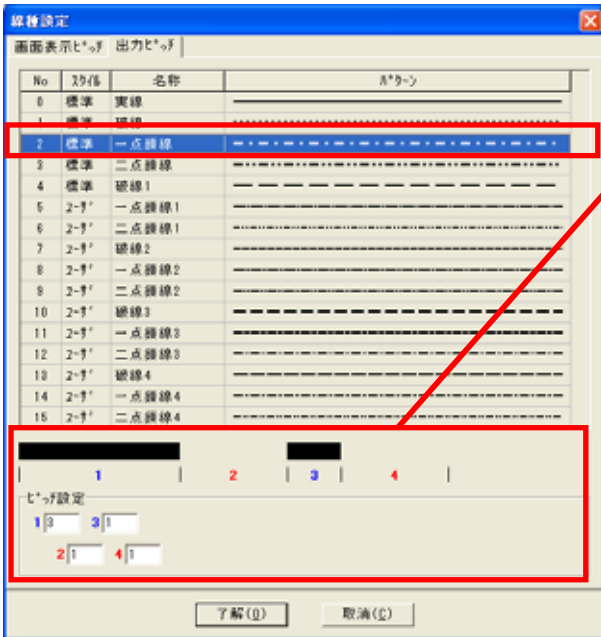 線種設定
画面表示ﾋﾟｯﾁ 出力ﾋﾟｯﾁ
No ｽﾀｲﾙ 名称 ﾊﾟﾀｰﾝ
0 標準 実線
1 標準 破線
2 標準 一点鎖線
3 標準 二点鎖線
4 標準 破線1
5 ﾕｰｻﾞ 一点鎖線1
6 ﾕｰｻﾞ 二点鎖線1
7 ﾕｰｻﾞ 破線2
8 ﾕｰｻﾞ 一点鎖線2
9 ﾕｰｻﾞ 二点鎖線2
10 ﾕｰｻﾞ 破線3
11 ﾕｰｻﾞ 一点鎖線3
12 ﾕｰｻﾞ 二点鎖線3
13 ﾕｰｻﾞ 破線4
14 ﾕｰｻﾞ 一点鎖線4
15 ﾕｰｻﾞ 二点鎖線4
1 2 3 4
ﾋﾟｯﾁ設定
1 3 3 1
2 1 4 1
了解(O) 取消(C)